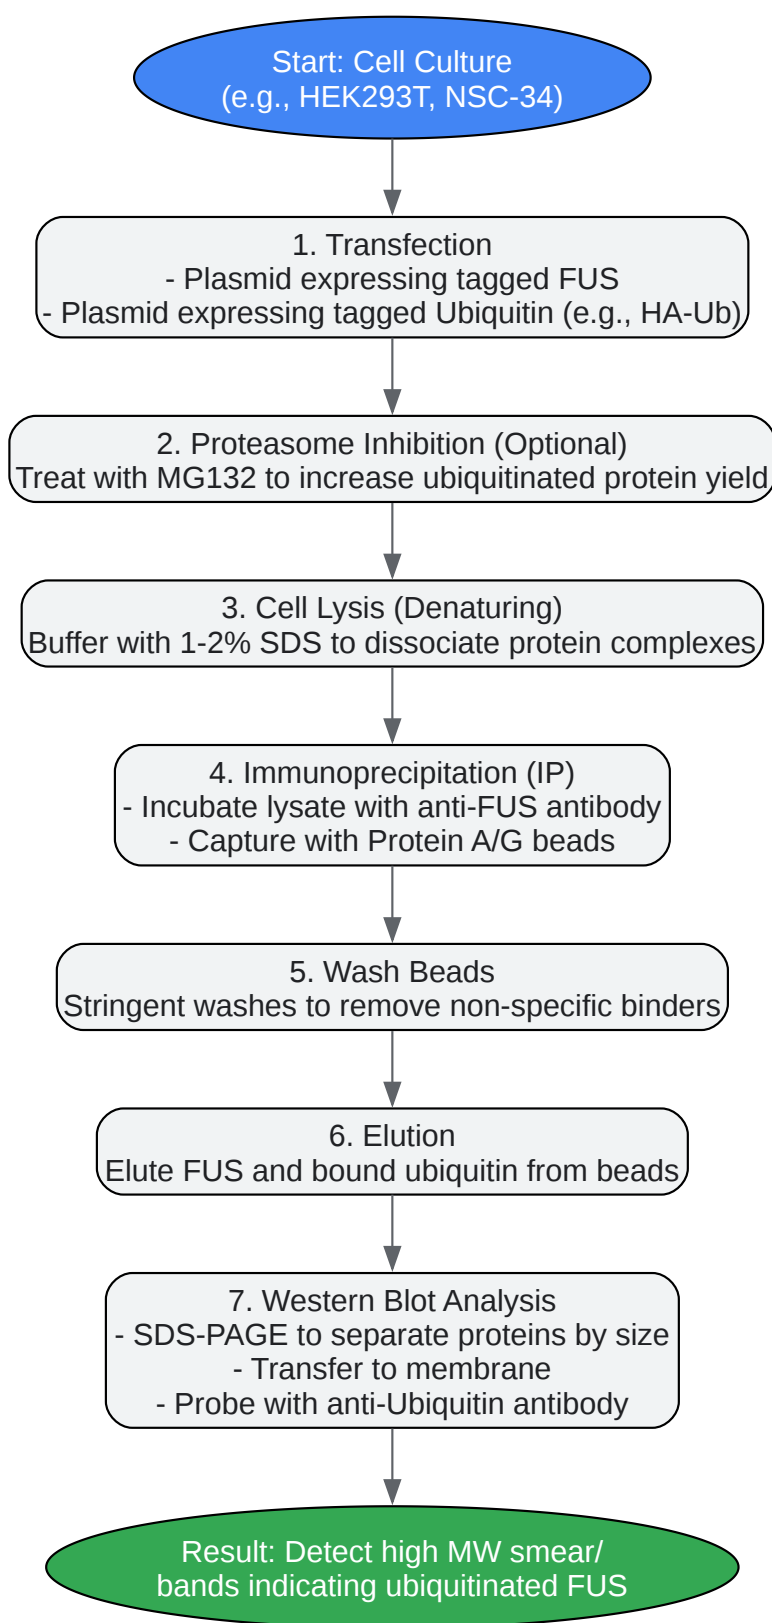 Start: Cell Culture
(e.g., HEK293T, NSC-34)
1. Transfection
- Plasmid expressing tagged FUS
- Plasmid expressing tagged Ubiquitin (e.g., HA-Ub)
2. Proteasome Inhibition (Optional)
Treat with MG132 to increase ubiquitinated protein yield
3. Cell Lysis (Denaturing)
Buffer with 1-2% SDS to dissociate protein complexes
4. Immunoprecipitation (IP)
- Incubate lysate with anti-FUS antibody
- Capture with Protein A/G beads
5. Wash Beads
Stringent washes to remove non-specific binders
6. Elution
Elute FUS and bound ubiquitin from beads
7. Western Blot Analysis
- SDS-PAGE to separate proteins by size
- Transfer to membrane
- Probe with anti-Ubiquitin antibody
Result: Detect high MW smear/
bands indicating ubiquitinated FUS